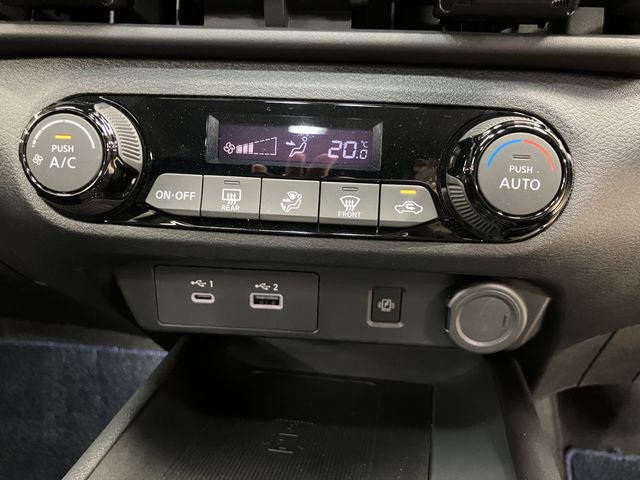 PUSH
A/C
20.0
°C
PUSH
AUTO
ON·OFF
REAR
FRONT
1
2